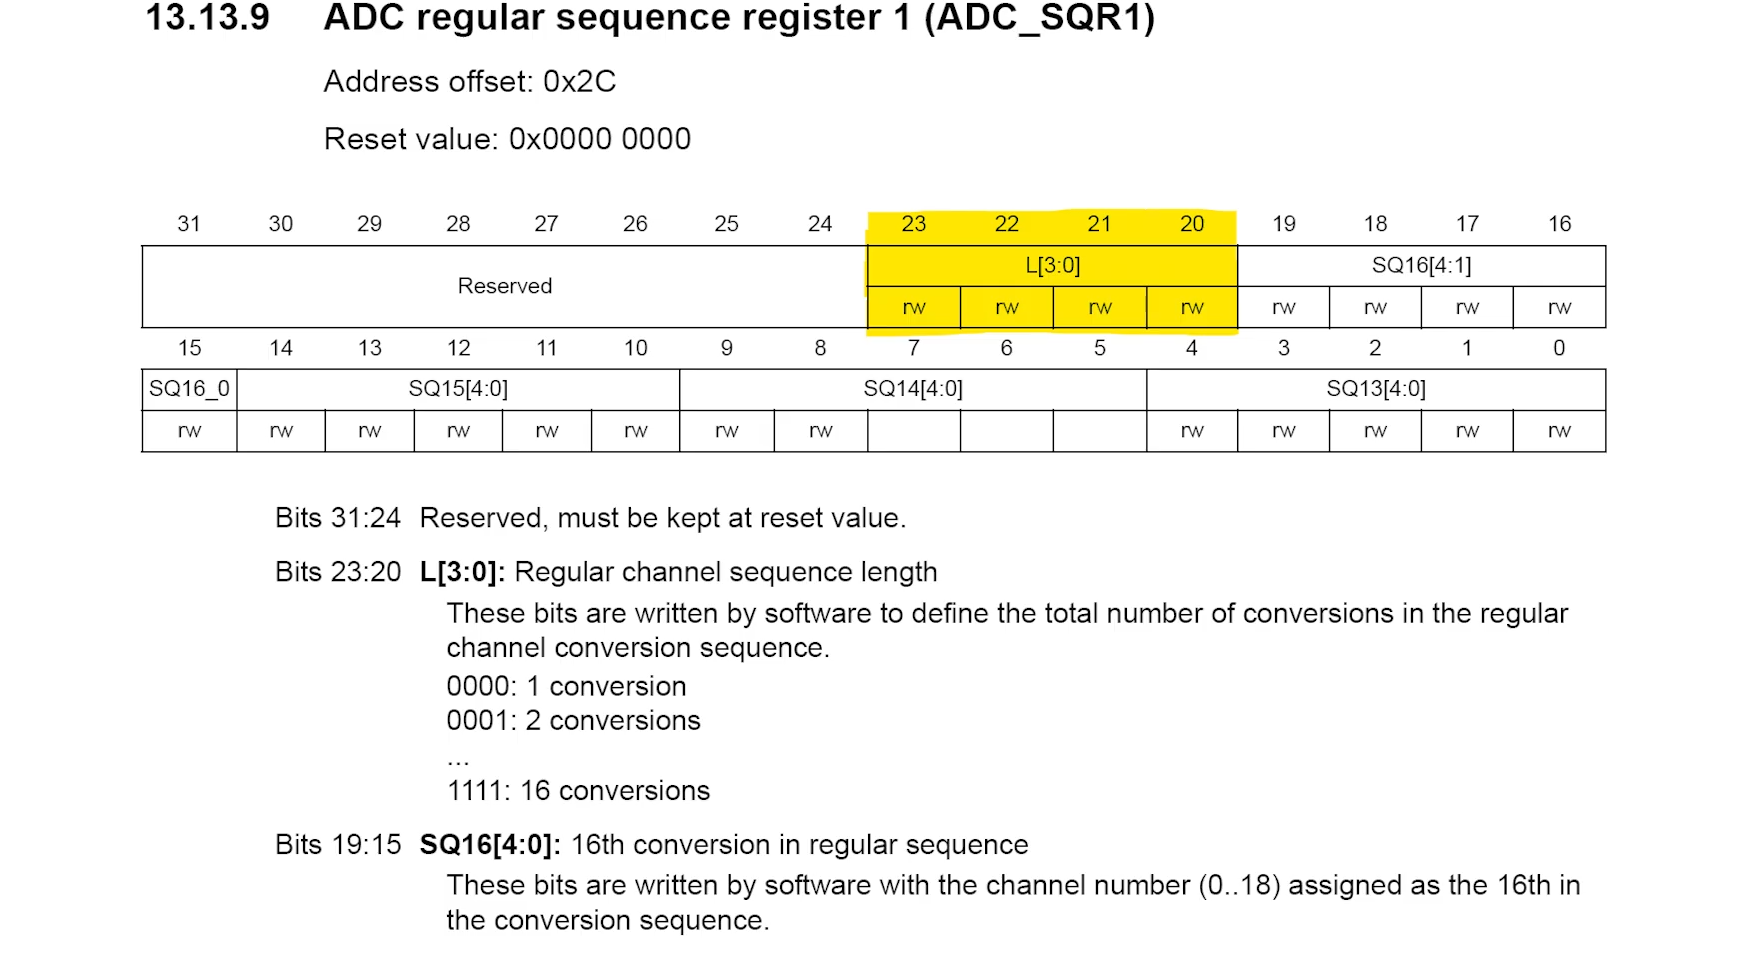 13.13.9 ADC regular sequence register 1 (ADC_SQR1)
Address offset: 0x2C
Reset value: 0x0000 0000
31 30 29 28 27 26 25 24 23 22 21 20 19 18 17 16
Reserved L[3:0] SQ16[4:1]
rw rw rw rw rw rw rw rw
15 14 13 12 11 10 9 8 7 6 5 4 3 2 1 0
SQ16_0 SQ15[4:0] SQ14[4:0] SQ13[4:0]
rw rw rw rw rw rw rw rw rw rw rw rw rw
Bits 31:24 Reserved, must be kept at reset value.
Bits 23:20 L[3:0]: Regular channel sequence length
These bits are written by software to define the total number of conversions in the regular
channel conversion sequence.
0000: 1 conversion
0001: 2 conversions
...
1111: 16 conversions
Bits 19:15 SQ16[4:0]: 16th conversion in regular sequence
These bits are written by software with the channel number (0..18) assigned as the 16th in
the conversion sequence.